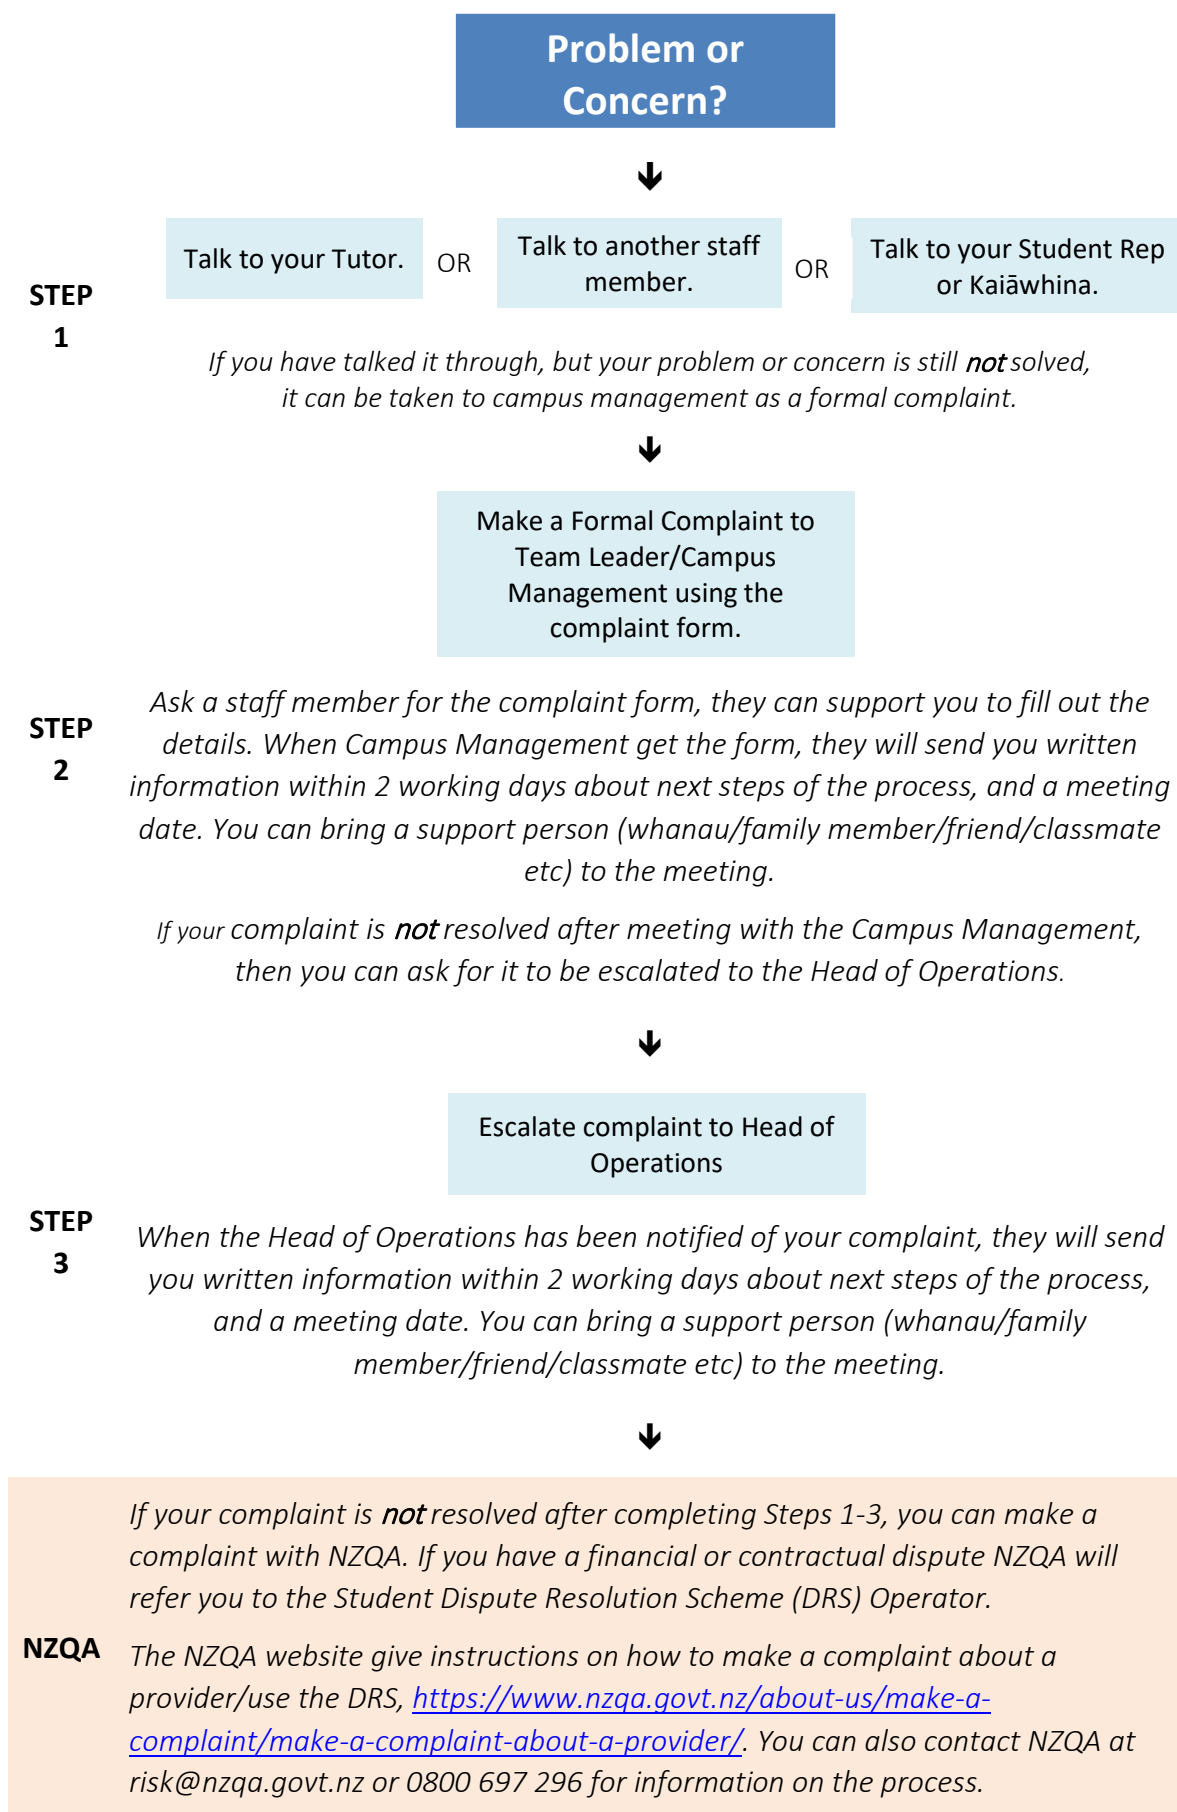 Problem or
Concern?
🡫
Talk to your Tutor.
OR
Talk to another staff
member.
OR
Talk to your Student Rep
or Kaiāwhina.
STEP
1
If you have talked it through, but your problem or concern is still not solved,
it can be taken to campus management as a formal complaint.
🡫
Make a Formal Complaint to
Team Leader/Campus
Management using the
complaint form.
STEP
2
Ask a staff member for the complaint form, they can support you to fill out the
details. When Campus Management get the form, they will send you written
information within 2 working days about next steps of the process, and a meeting
date. You can bring a support person (whanau/family member/friend/classmate
etc) to the meeting.
If your complaint is not resolved after meeting with the Campus Management,
then you can ask for it to be escalated to the Head of Operations.
🡫
Escalate complaint to Head of
Operations
STEP
3
When the Head of Operations has been notified of your complaint, they will send
you written information within 2 working days about next steps of the process,
and a meeting date. You can bring a support person (whanau/family
member/friend/classmate etc) to the meeting.
🡫
If your complaint is not resolved after completing Steps 1-3, you can make a
complaint with NZQA. If you have a financial or contractual dispute NZQA will
refer you to the Student Dispute Resolution Scheme (DRS) Operator.
NZQA
The NZQA website give instructions on how to make a complaint about a
provider/use the DRS, https://www.nzqa.govt.nz/about-us/make-a-
complaint/make-a-complaint-about-a-provider/. You can also contact NZQA at
risk@nzqa.govt.nz or 0800 697 296 for information on the process.